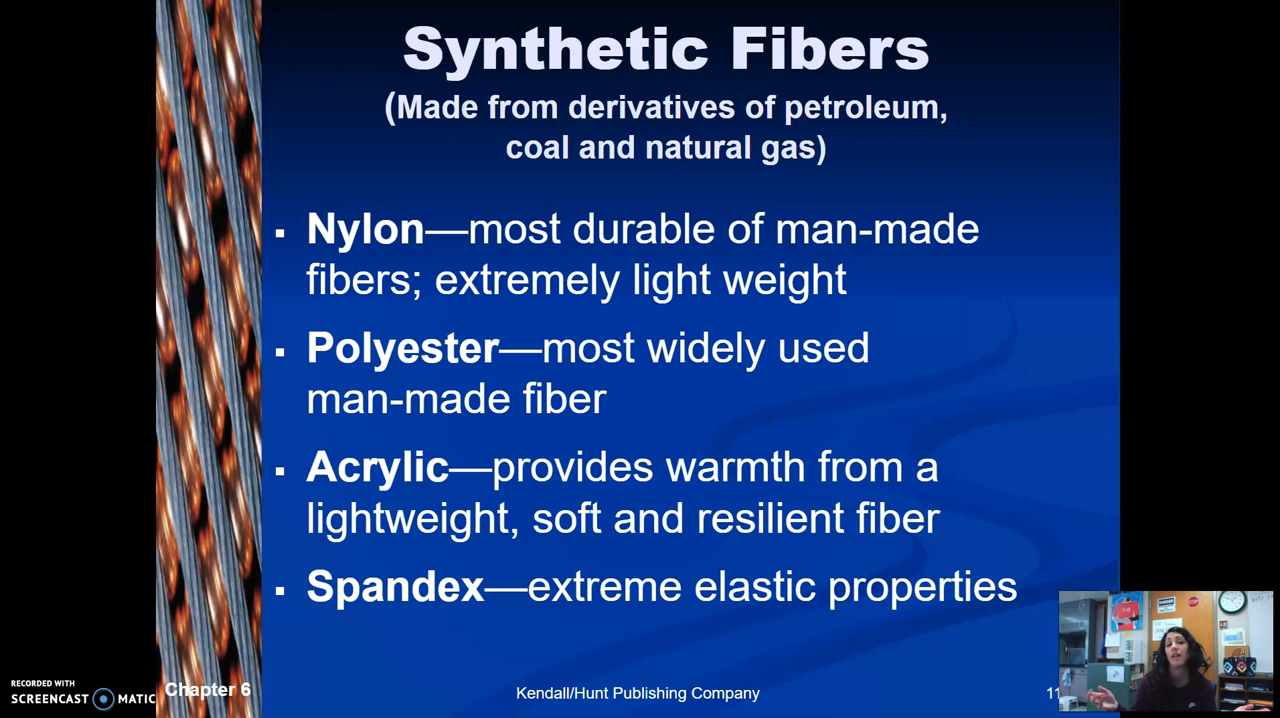 Synthetic Fibers
(Made from derivatives of petroleum,
coal and natural gas)
▪ Nylon—most durable of man-made
fibers; extremely light weight
▪ Polyester—most widely used
man-made fiber
▪ Acrylic—provides warmth from a
lightweight, soft and resilient fiber
▪ Spandex—extreme elastic properties
RECORDED WITH
SCREENCAST MATIC
Chapter 6
Kendall/Hunt Publishing Company
11
DANGER
STOP